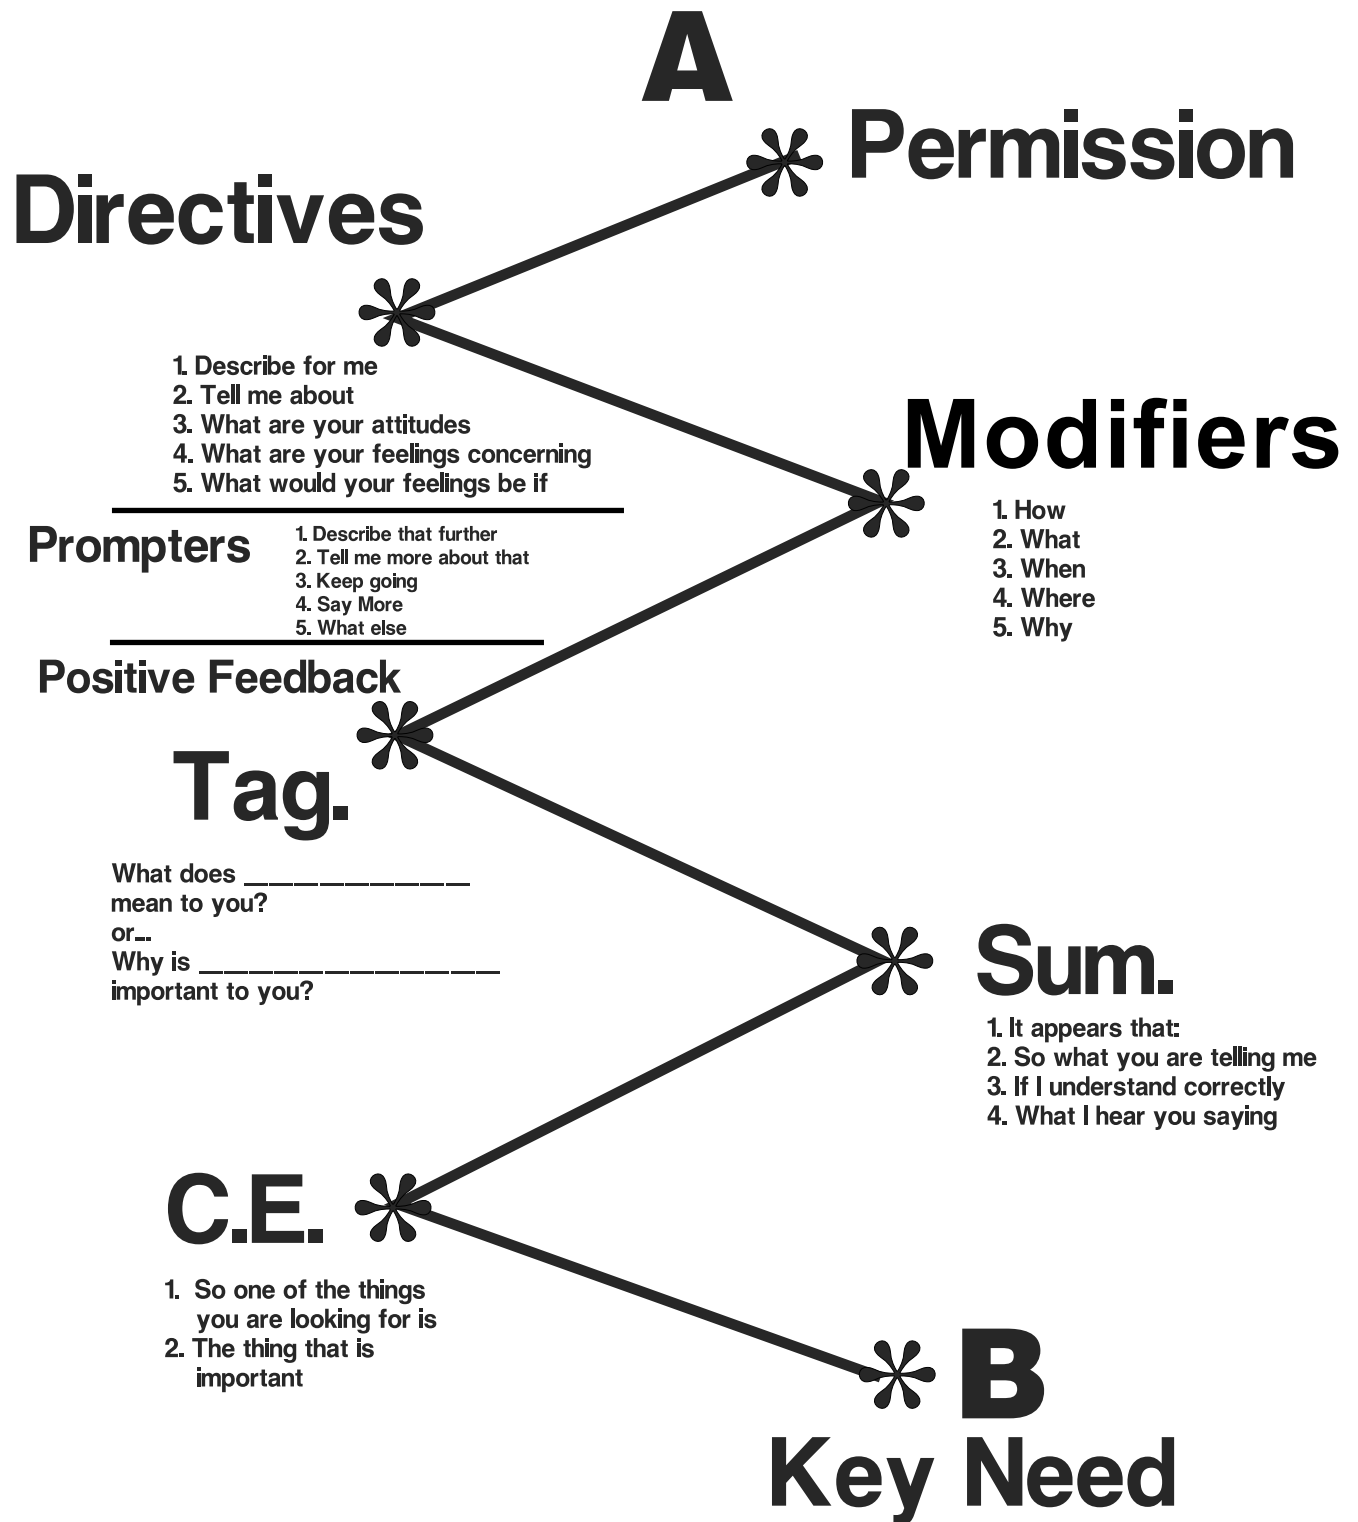 A
Permission
Directives
1. Describe for me
2. Tell me about
3. What are your attitudes
4. What are your feelings concerning
5. What would your feelings be if
Modifiers
1. How
2. What
3. When
4. Where
5. Why
Prompters
1. Describe that further
2. Tell me more about that
3. Keep going
4. Say More
5. What else
Positive Feedback
Tag.
What does _________
mean to you?
or...
Why is ____________
important to you?
Sum.
1. It appears that:
2. So what you are telling me
3. If I understand correctly
4. What I hear you saying
C.E.
1. So one of the things
you are looking for is
2. The thing that is
important
B
Key Need